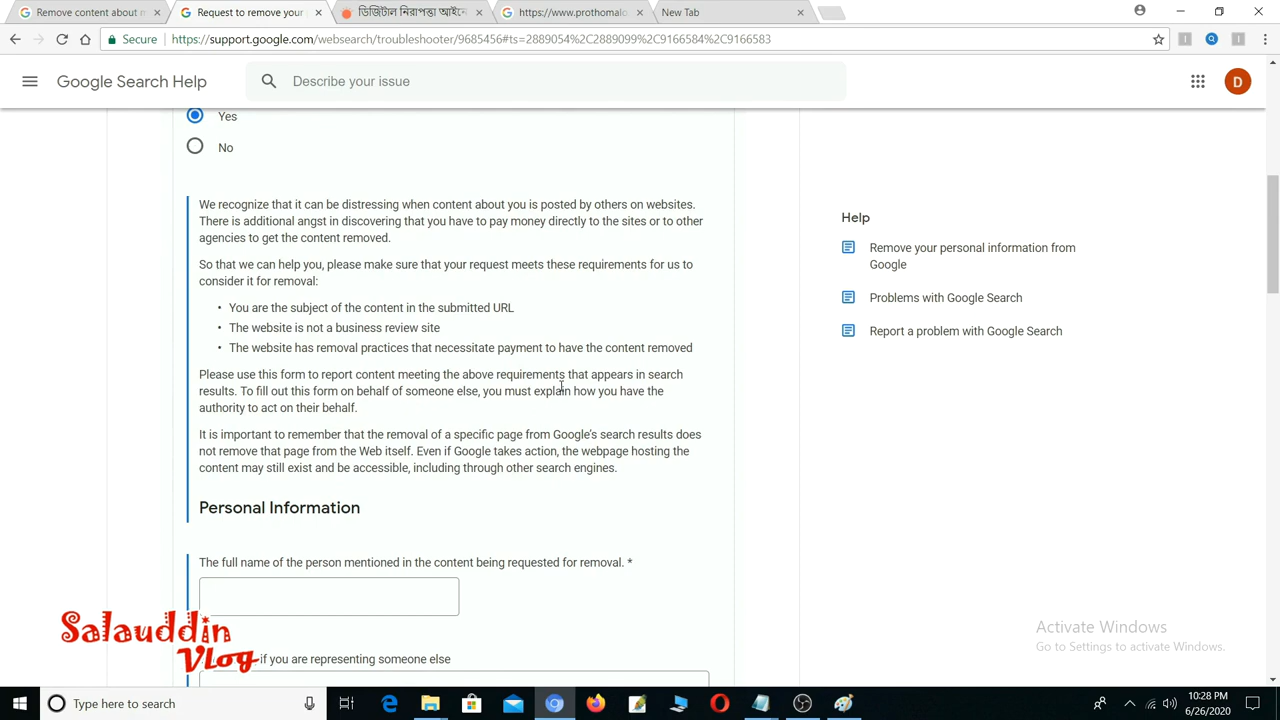 Remove content about m
Request to remove your
ডিজিটাল নিরাপত্তা আইনে
https://www.prothomalo
New Tab
Secure
https://support.google.com/websearch/troubleshooter/9685456#ts=2889054%2C2889099%2C9166584%2C9166583
Google Search Help
Describe your issue
D
Yes
No
We recognize that it can be distressing when content about you is posted by others on websites.
There is additional angst in discovering that you have to pay money directly to the sites or to other
agencies to get the content removed.
So that we can help you, please make sure that your request meets these requirements for us to
consider it for removal:
• You are the subject of the content in the submitted URL
• The website is not a business review site
• The website has removal practices that necessitate payment to have the content removed
Please use this form to report content meeting the above requirements that appears in search
results. To fill out this form on behalf of someone else, you must explain how you have the
authority to act on their behalf.
It is important to remember that the removal of a specific page from Google's search results does
not remove that page from the Web itself. Even if Google takes action, the webpage hosting the
content may still exist and be accessible, including through other search engines.
Personal Information
The full name of the person mentioned in the content being requested for removal. *
if you are representing someone else
Help
Remove your personal information from
Google
Problems with Google Search
Report a problem with Google Search
Salauddin
Vlog
Activate Windows
Go to Settings to activate Windows.
Type here to search
10:28 PM
6/26/2020